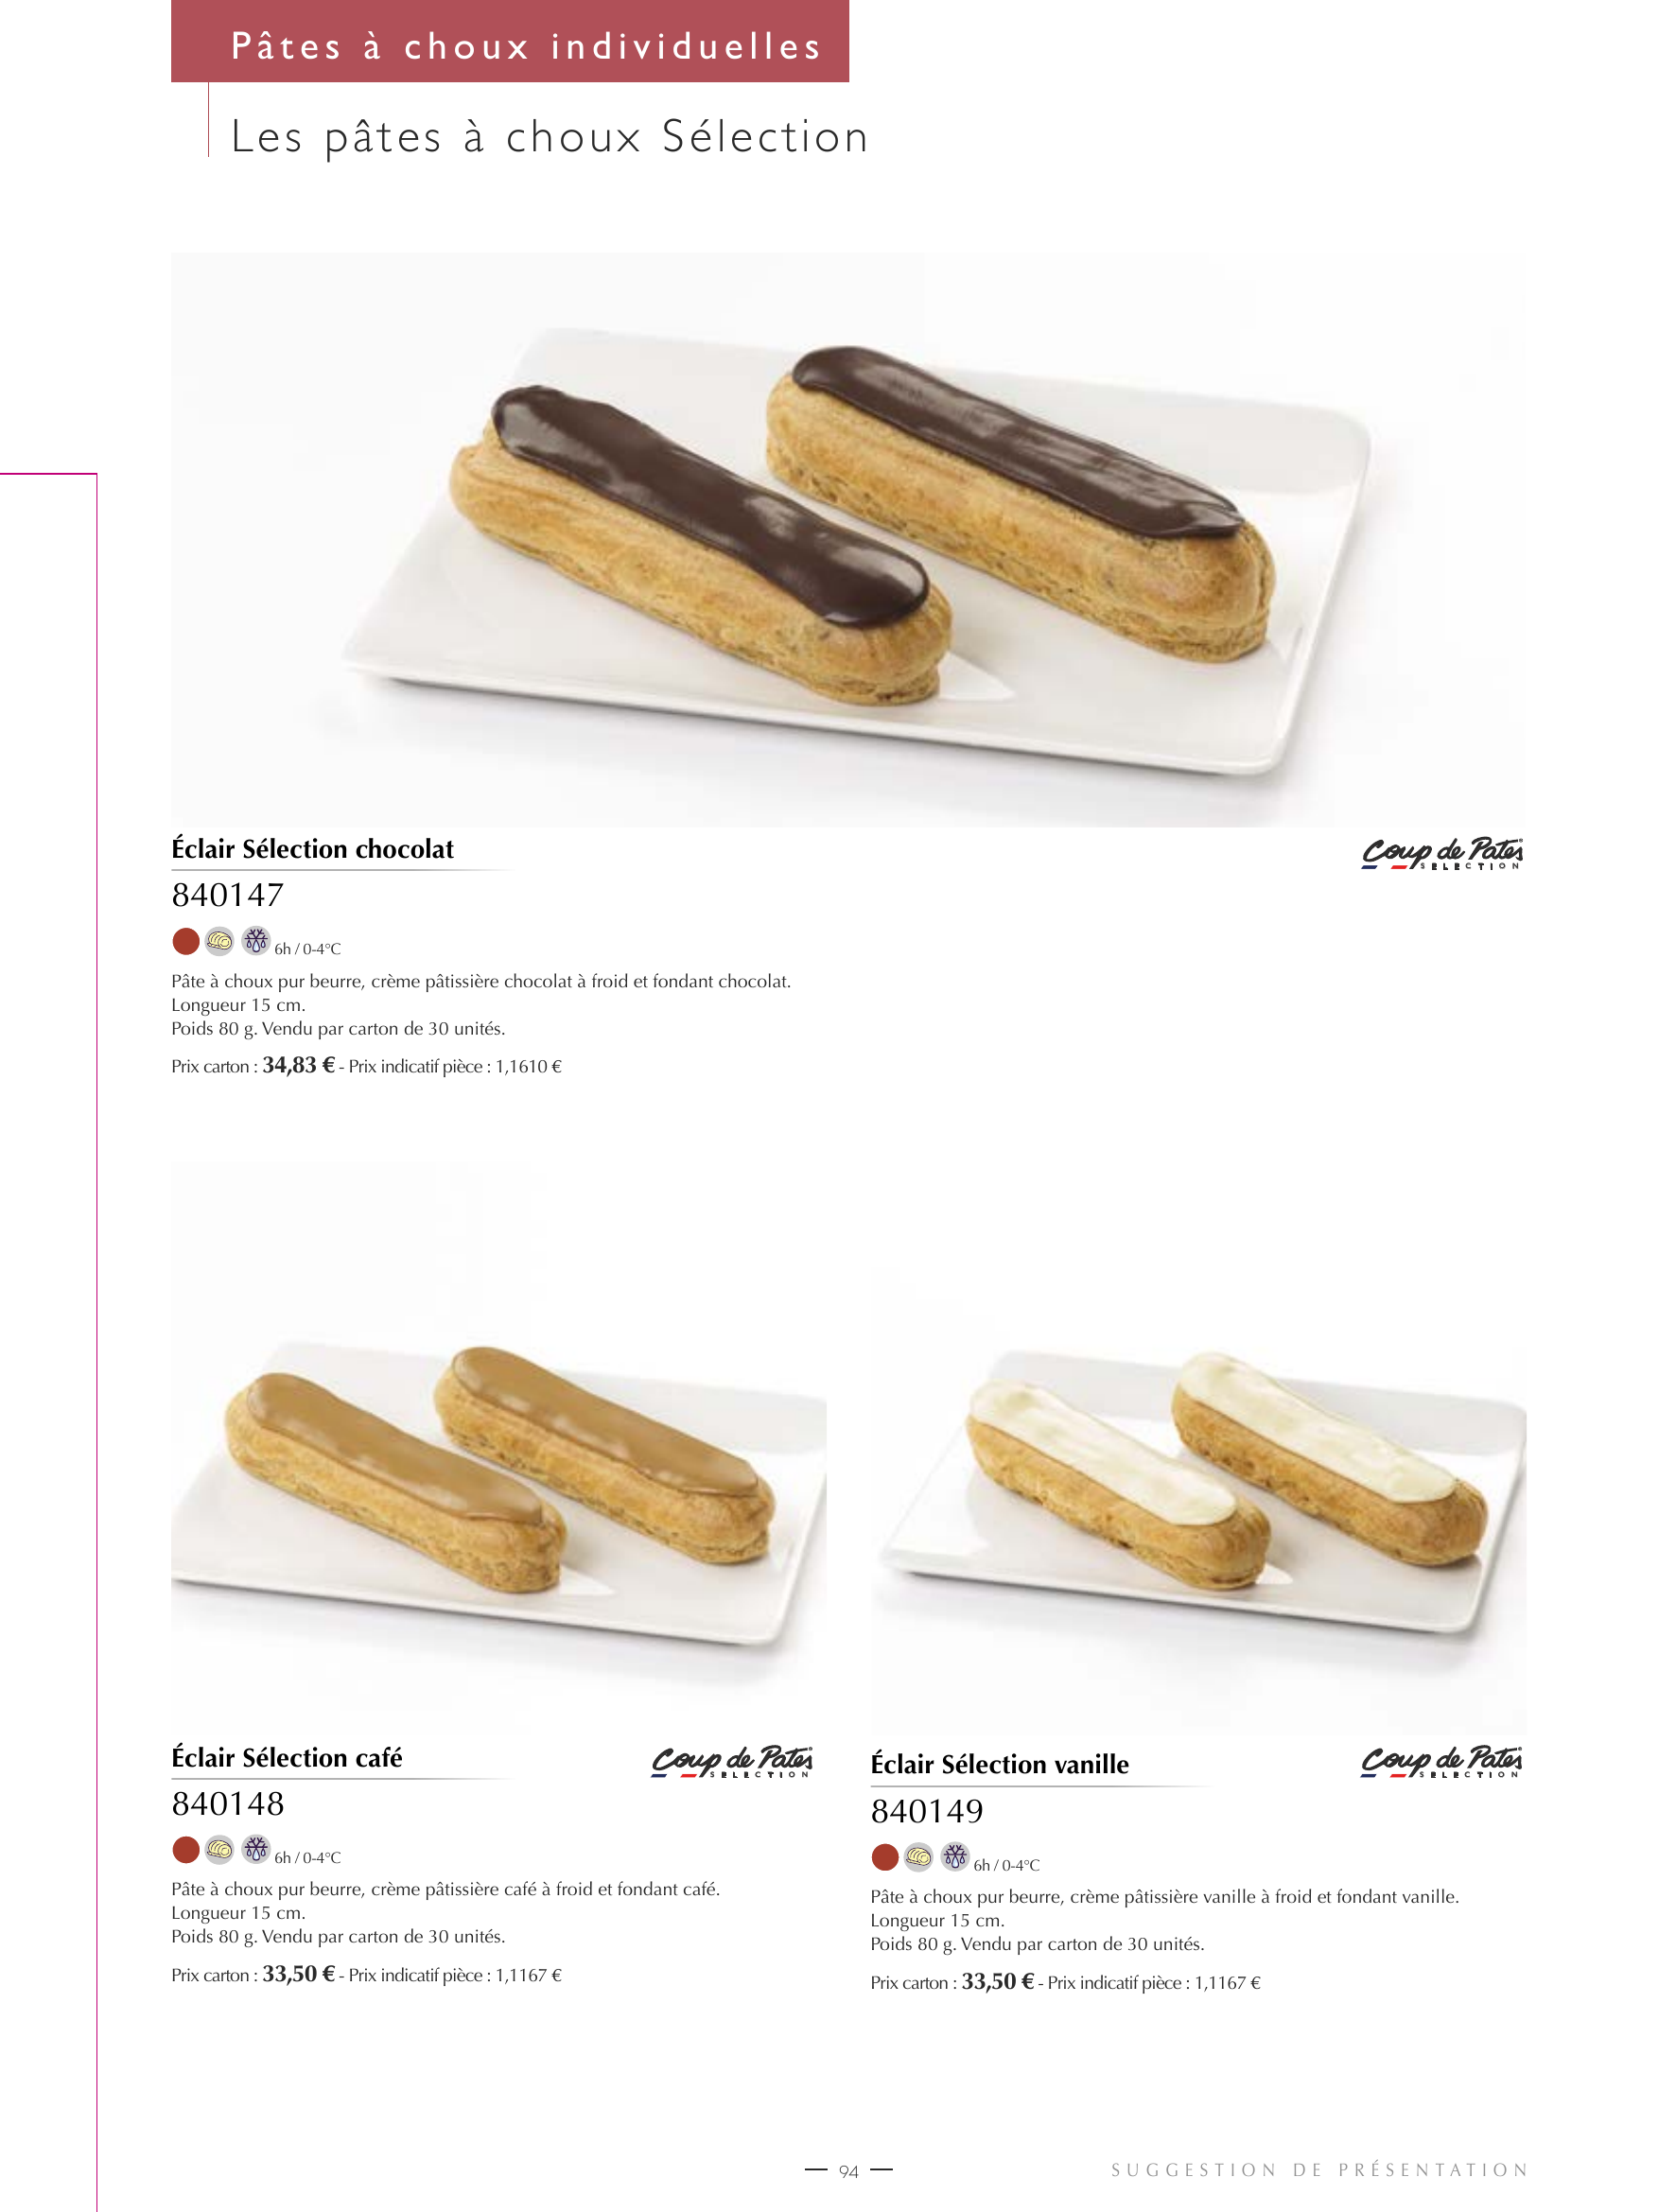 Pâtes à choux individuelles
Les pâtes à choux Sélection
Éclair Sélection chocolat
Coup de Pates
SELECTION
840147
6h / 0-4°C
Pâte à choux pur beurre, crème pâtissière chocolat à froid et fondant chocolat.
Longueur 15 cm.
Poids 80 g. Vendu par carton de 30 unités.
Prix carton : 34,83 € - Prix indicatif pièce : 1,1610 €
Éclair Sélection café
Coup de Pates
SELECTION
840148
6h / 0-4°C
Pâte à choux pur beurre, crème pâtissière café à froid et fondant café.
Longueur 15 cm.
Poids 80 g. Vendu par carton de 30 unités.
Prix carton : 33,50 € - Prix indicatif pièce : 1,1167 €
Éclair Sélection vanille
Coup de Pates
SELECTION
840149
6h / 0-4°C
Pâte à choux pur beurre, crème pâtissière vanille à froid et fondant vanille.
Longueur 15 cm.
Poids 80 g. Vendu par carton de 30 unités.
Prix carton : 33,50 € - Prix indicatif pièce : 1,1167 €
94
SUGGESTION DE PRÉSENTATION